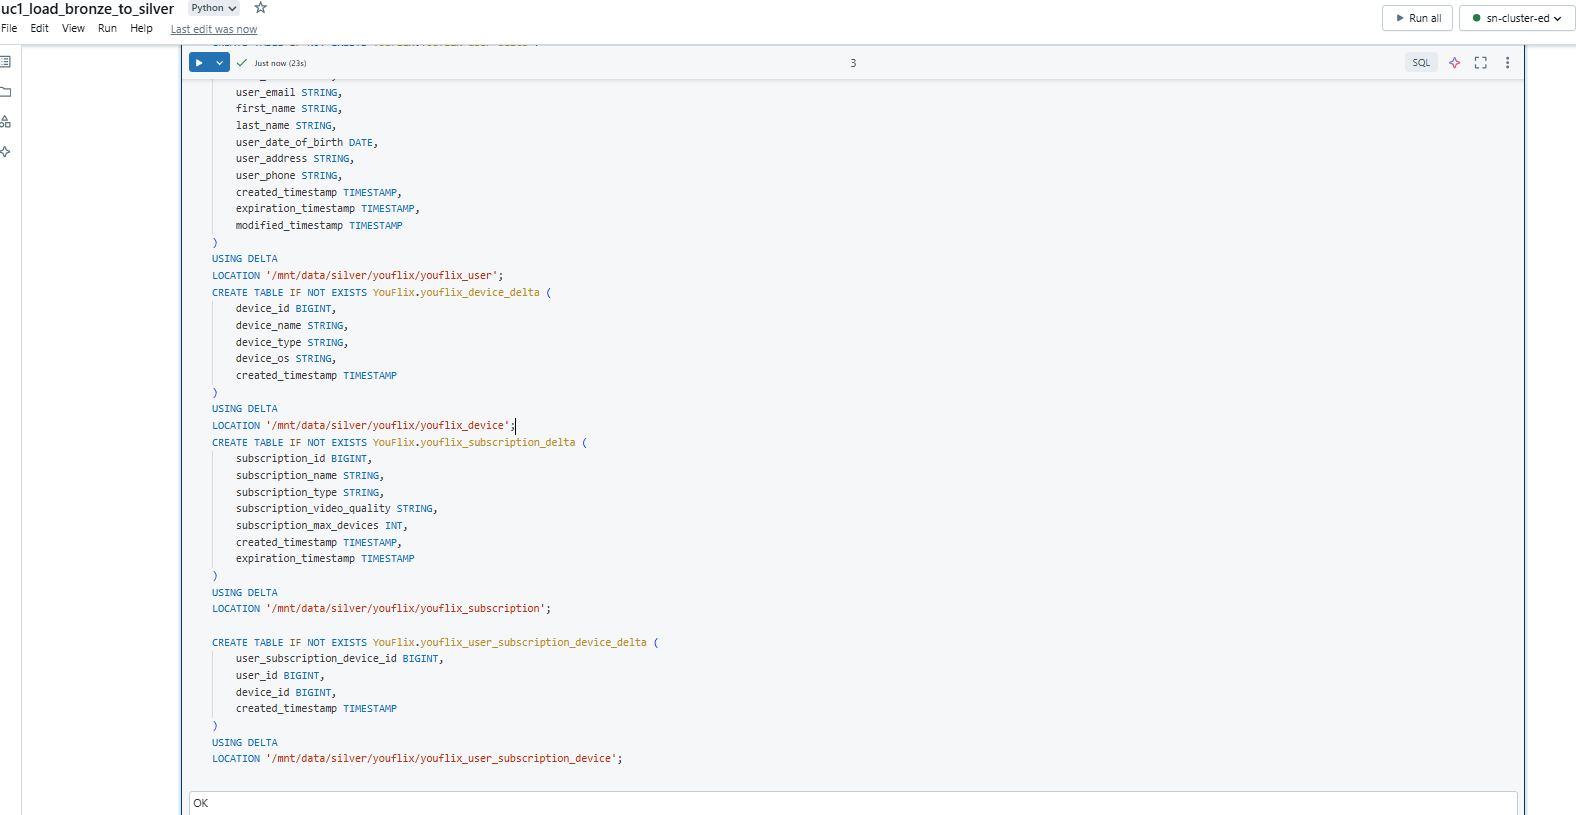 uc1_load_bronze_to_silver Python
File Edit View Run Help Last edit was now
Run all
sn-cluster-ed
Just now (23s)
3
SQL
user_email STRING,
first_name STRING,
last_name STRING,
user_date_of_birth DATE,
user_address STRING,
user_phone STRING,
created_timestamp TIMESTAMP,
expiration_timestamp TIMESTAMP,
modified_timestamp TIMESTAMP
)
USING DELTA
LOCATION '/mnt/data/silver/youflix/youflix_user';
CREATE TABLE IF NOT EXISTS YouFlix.youflix_device_delta (
device_id BIGINT,
device_name STRING,
device_type STRING,
device_os STRING,
created_timestamp TIMESTAMP
)
USING DELTA
LOCATION '/mnt/data/silver/youflix/youflix_device';
CREATE TABLE IF NOT EXISTS YouFlix.youflix_subscription_delta (
subscription_id BIGINT,
subscription_name STRING,
subscription_type STRING,
subscription_video_quality STRING,
subscription_max_devices INT,
created_timestamp TIMESTAMP,
expiration_timestamp TIMESTAMP
)
USING DELTA
LOCATION '/mnt/data/silver/youflix/youflix_subscription';
CREATE TABLE IF NOT EXISTS YouFlix.youflix_user_subscription_device_delta (
user_subscription_device_id BIGINT,
user_id BIGINT,
device_id BIGINT,
created_timestamp TIMESTAMP
)
USING DELTA
LOCATION '/mnt/data/silver/youflix/youflix_user_subscription_device';
OK